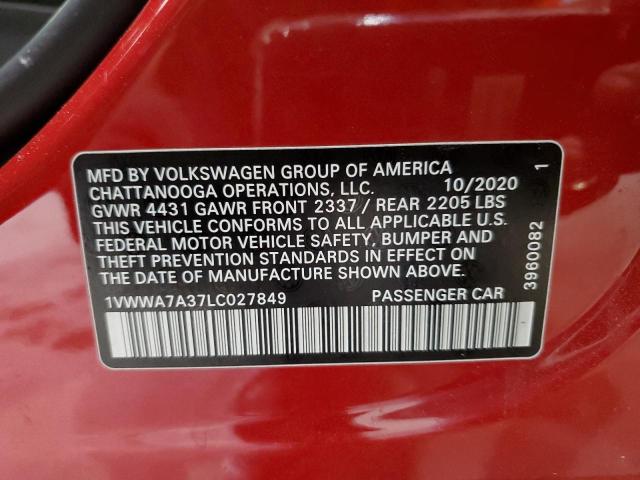 MFD BY VOLKSWAGEN GROUP OF AMERICA
CHATTANOOGA OPERATIONS, LLC. 10/2020
GVWR 4431 GAWR FRONT 2337 / REAR 2205 LBS
THIS VEHICLE CONFORMS TO ALL APPLICABLE U.S.
FEDERAL MOTOR VEHICLE SAFETY, BUMPER AND
THEFT PREVENTION STANDARDS IN EFFECT ON
THE DATE OF MANUFACTURE SHOWN ABOVE.
1VWWA7A37LC027849 PASSENGER CAR
3960082 1